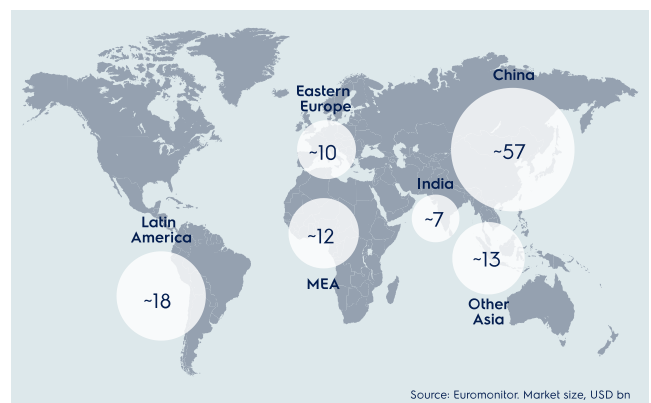 China
~57
Eastern
Europe
~10
India
~7
Latin
America
~18
~12
MEA
~13
Other
Asia
Source: Euromonitor. Market size, USD bn